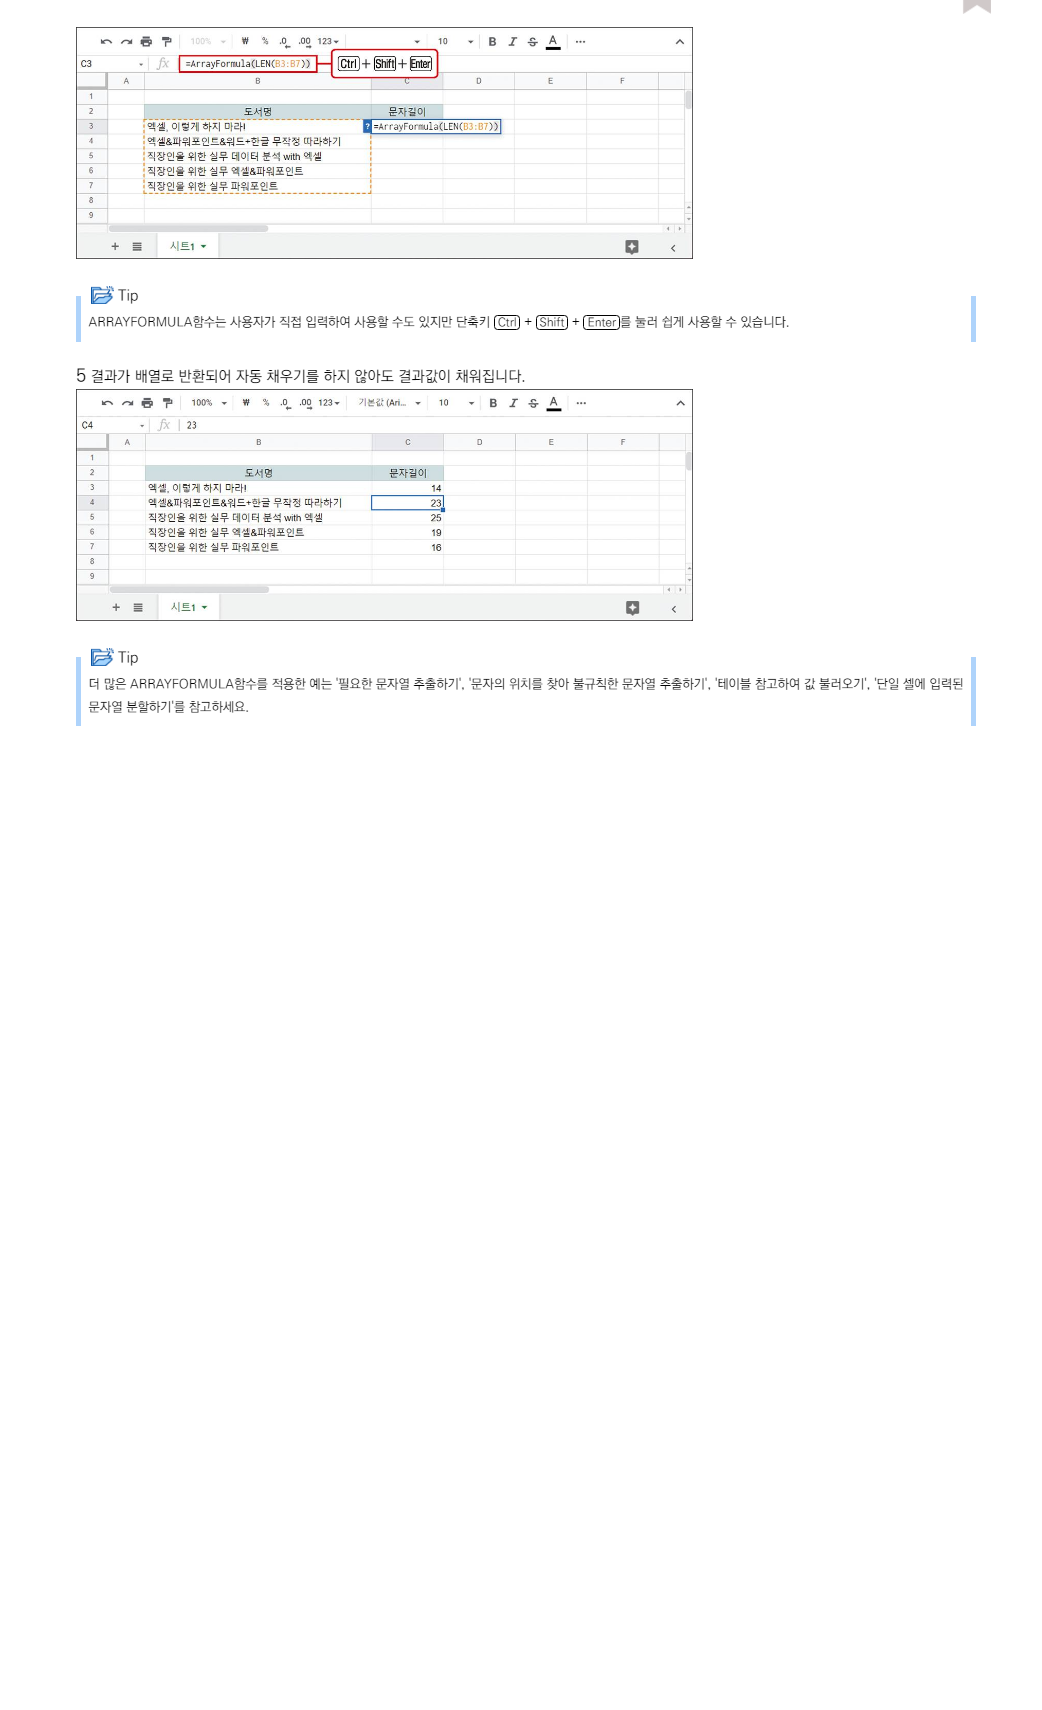 100% ₩ % .0 .00 123 10 B I S A
C3 fx =ArrayFormula(LEN(B3:B7)) Ctrl + Shift + Enter
A B C D E F
1
2 도서명 문자길이
3 엑셀, 이렇게 하지 마라! ? =ArrayFormula(LEN(B3:B7))
4 엑셀&파워포인트&워드+한글 무작정 따라하기
5 직장인을 위한 실무 데이터 분석 with 엑셀
6 직장인을 위한 실무 엑셀&파워포인트
7 직장인을 위한 실무 파워포인트
8
9
+ 시트1
Tip
ARRAYFORMULA함수는 사용자가 직접 입력하여 사용할 수도 있지만 단축키 Ctrl + Shift + Enter를 눌러 쉽게 사용할 수 있습니다.
5 결과가 배열로 반환되어 자동 채우기를 하지 않아도 결과값이 채워집니다.
100% ₩ % .0 .00 123 기본값 (Ari... 10 B I S A
C4 fx 23
A B C D E F
1
2 도서명 문자길이
3 엑셀, 이렇게 하지 마라! 14
4 엑셀&파워포인트&워드+한글 무작정 따라하기 23
5 직장인을 위한 실무 데이터 분석 with 엑셀 25
6 직장인을 위한 실무 엑셀&파워포인트 19
7 직장인을 위한 실무 파워포인트 16
8
9
+ 시트1
Tip
더 많은 ARRAYFORMULA함수를 적용한 예는 '필요한 문자열 추출하기', '문자의 위치를 찾아 불규칙한 문자열 추출하기', '테이블 참고하여 값 불러오기', '단일 셀에 입력된
문자열 분할하기'를 참고하세요.